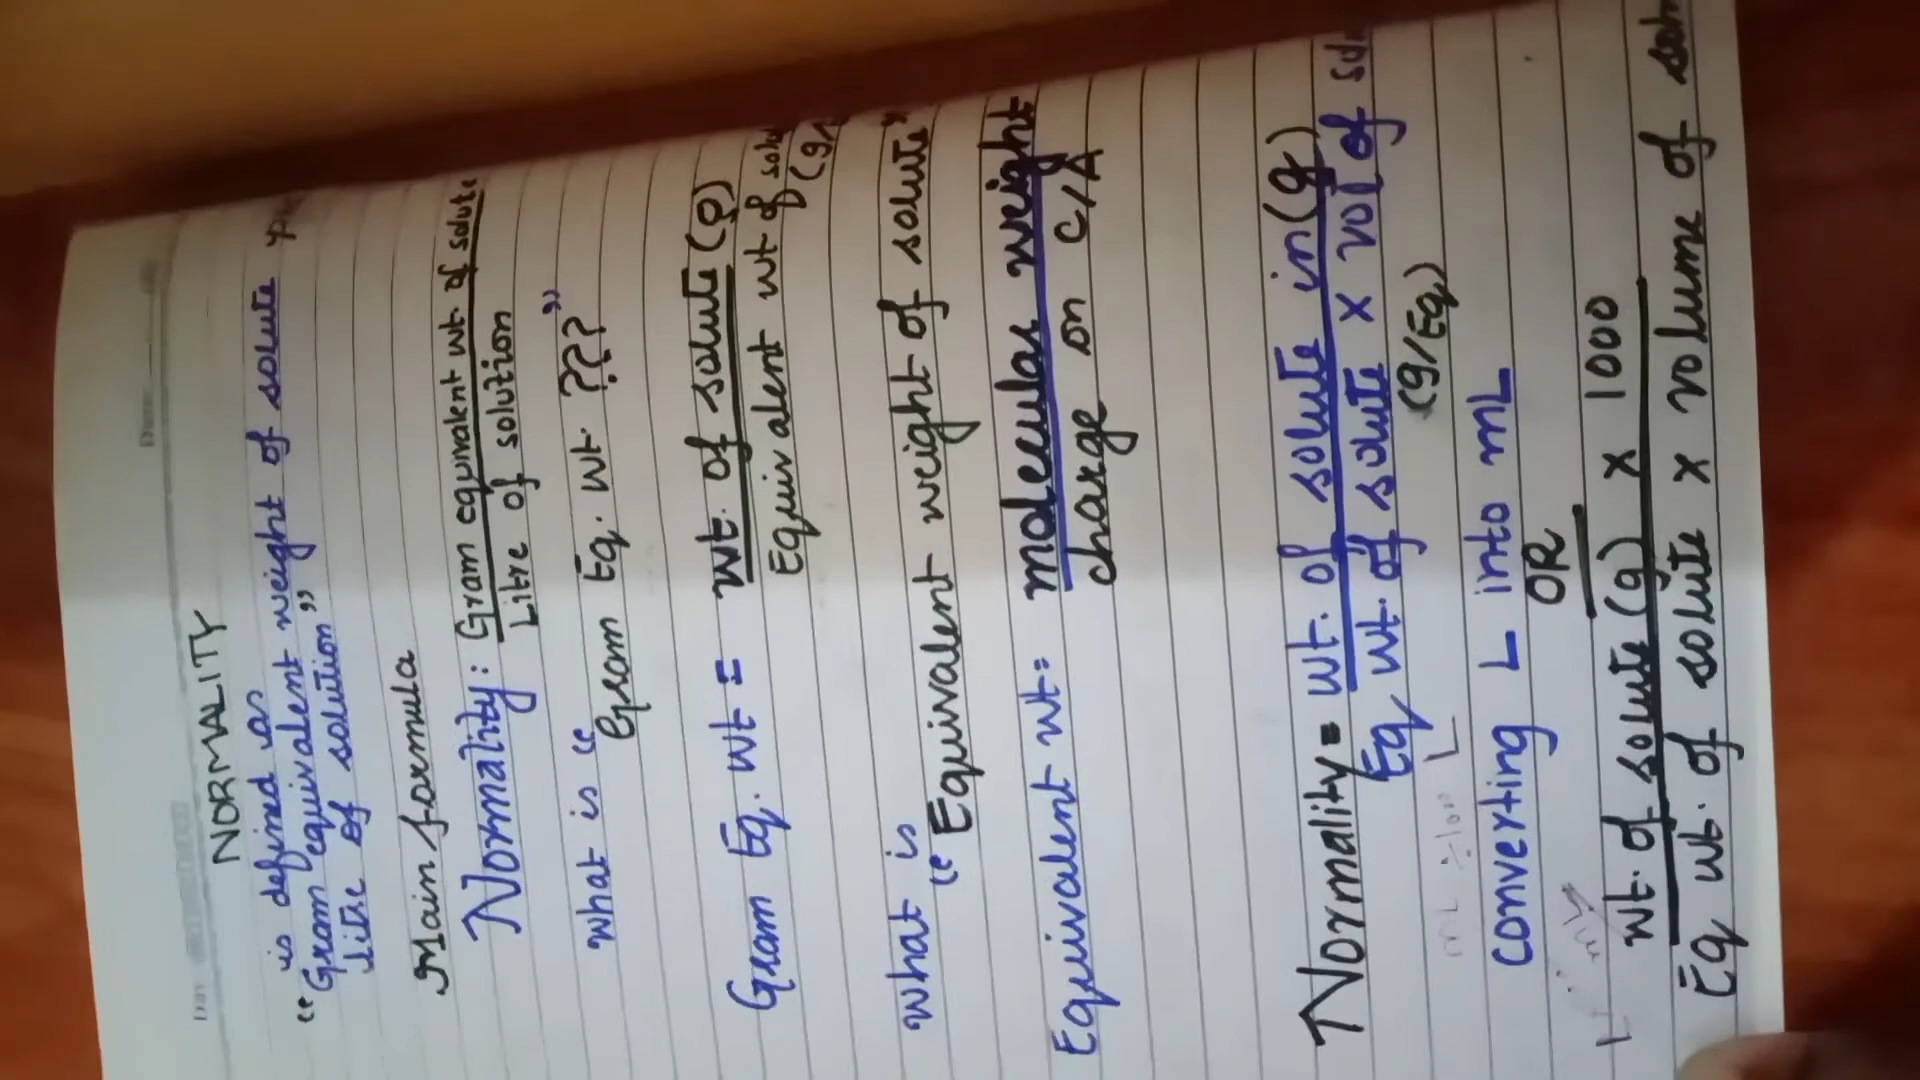 NORMALITY
is defined as
"Gram equivalent weight of solute
litre of solution"
Main formula
Normality: Gram equivalent wt. of solute
Litre of solution
what is "
Gram Eq. wt. ???"
Gram Eq. wt = wt. of solute (g)
Equivalent wt of
(g/
what is
"Equivalent weight of solute"
Equivalent wt= molecular weight
charge on C/A
Normality = wt. of solute in (g)
Eq wt. of solute x vol of
(g/Eq) L
converting L into mL
OR
wt. of solute (g) x 1000
Eq wt. of solute x volume of